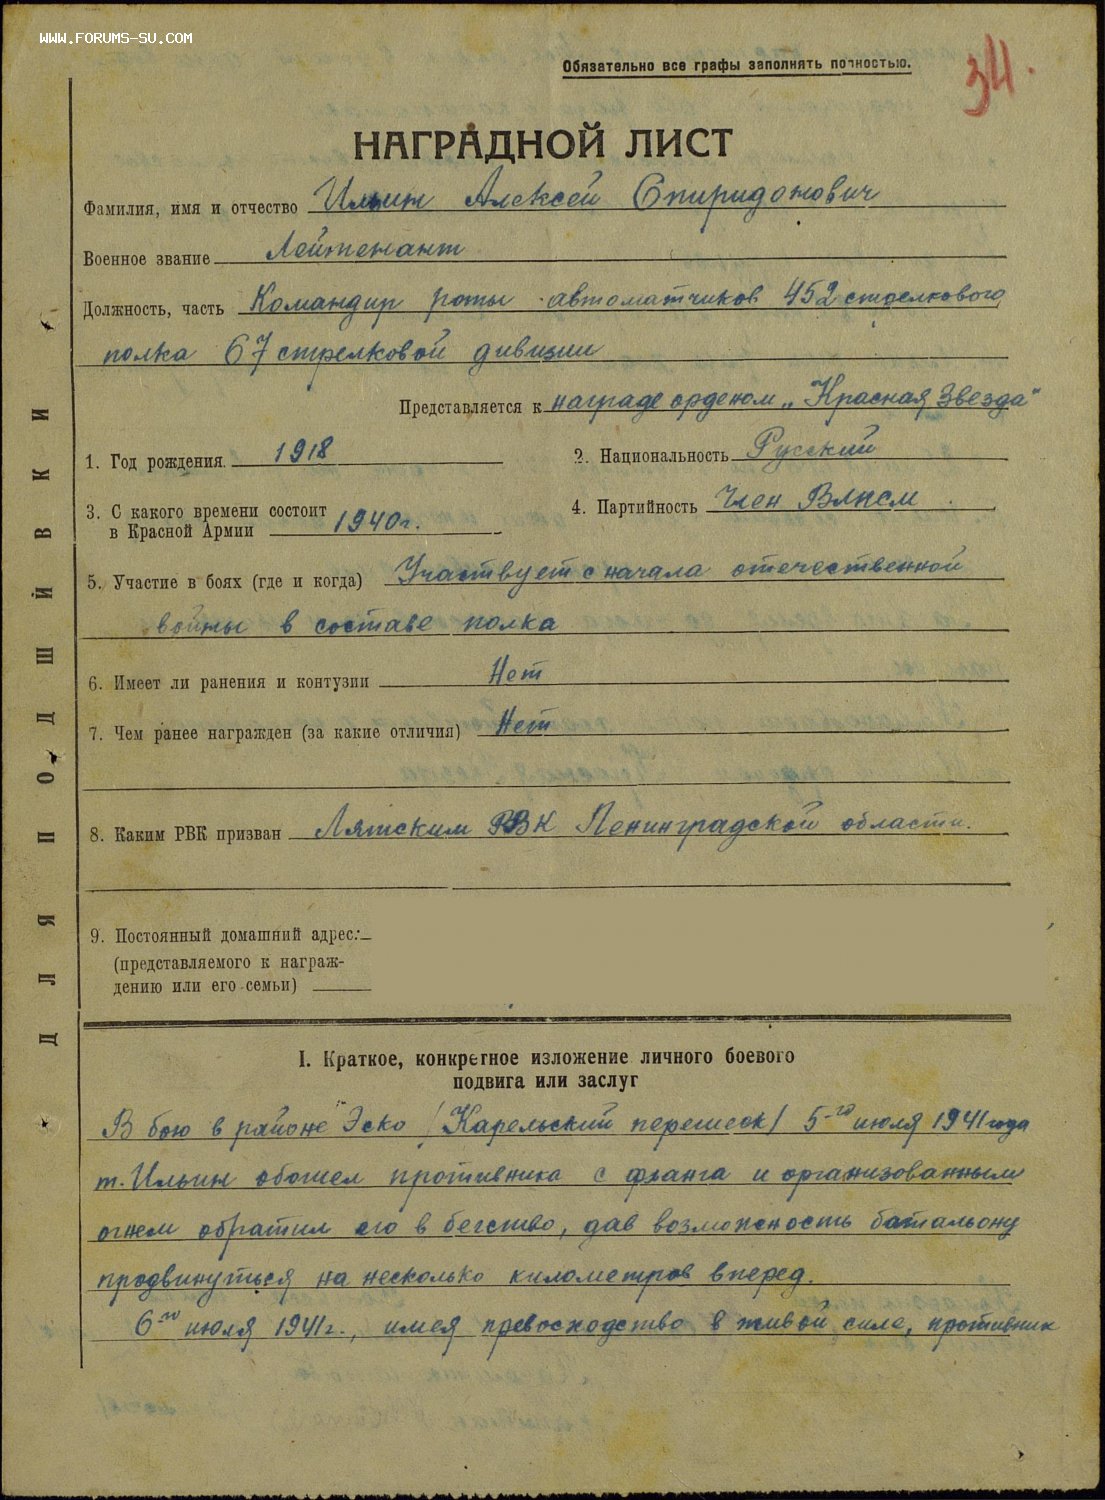 WWW.FORUMS-SU.COM
Обязательно все графы заполнять полностью.
34.
НАГРАДНОЙ ЛИСТ
Фамилия, имя и отчество Ильин Алексей Спиридонович
Военное звание Лейтенант
Должность, часть Командир роты автоматчиков 452 стрелкового
полка 67 стрелковой дивизии
Представляется к награде орденом „Красная Звезда"
1. Год рождения. 1918
2. Национальность Русский
3. С какого времени состоит
в Красной Армии 1940г.
4. Партийность Член ВЛКСМ.
5. Участие в боях (где и когда) Участвует с начала отечественной
войны в составе полка
6. Имеет ли ранения и контузии Нет
7. Чем ранее награжден (за какие отличия) Нет
8. Каким РВК призван Лятским РВК Ленинградской области.
9. Постоянный домашний адрес:
(представляемого к награж-
дению или его семьи)
I. Краткое, конкретное изложение личного боевого
подвига или заслуг
В бою в районе Эско /Карельский перешеек/ 5-го июля 1941 года
т. Ильин обошел противника с фланга и организованным
огнем обратил его в бегство, дав возможность батальону
продвинуться на несколько километров вперед.
6го июля 1941г., имея превосходство в живой силе, противник
ДЛЯ ПОДШИВКИ